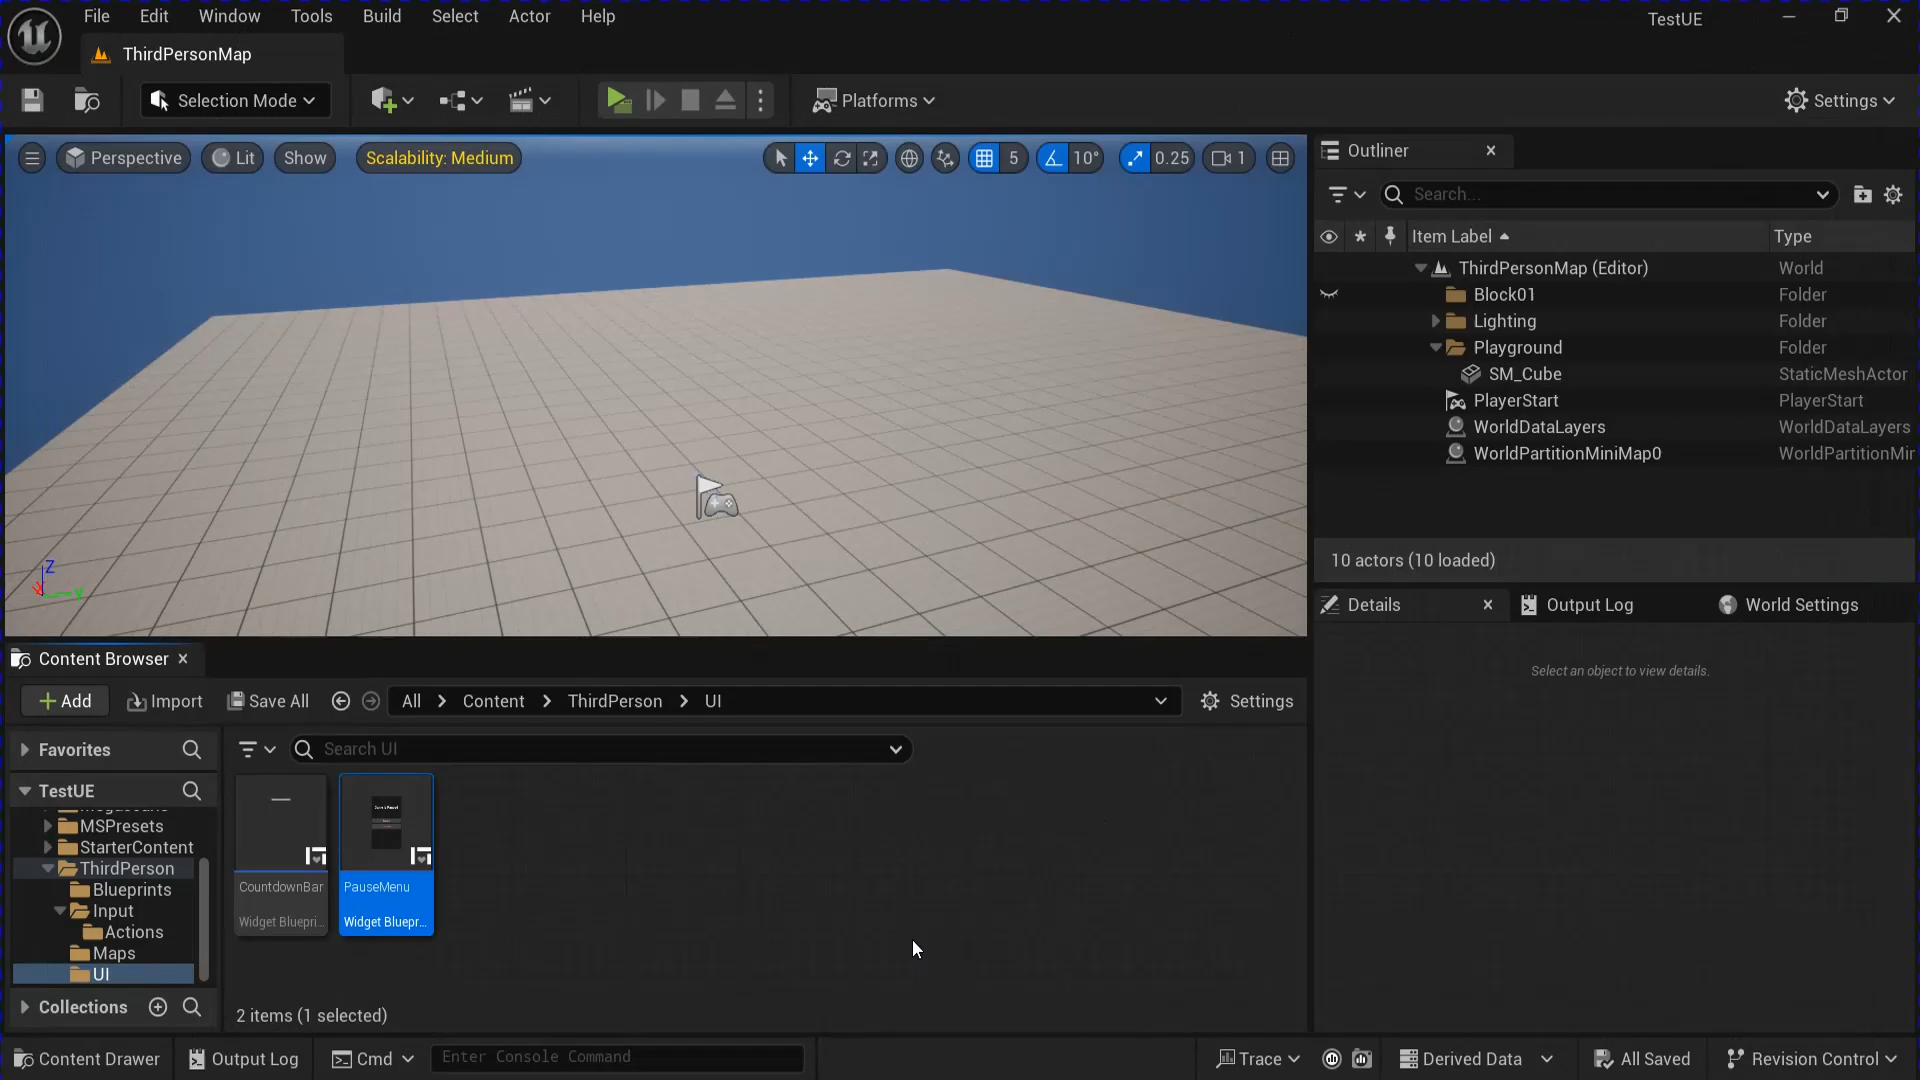 File Edit Window Tools Build Select Actor Help
TestUE
ThirdPersonMap
Selection Mode
Platforms
Settings
Perspective
Lit
Show
Scalability: Medium
5
10°
0.25
1
Outliner
Search...
Item Label
Type
ThirdPersonMap (Editor) World
Block01 Folder
Lighting Folder
Playground Folder
SM_Cube StaticMeshActor
PlayerStart PlayerStart
WorldDataLayers WorldDataLayers
WorldPartitionMiniMap0 WorldPartitionMir
10 actors (10 loaded)
Details
Output Log
World Settings
Select an object to view details.
Z
Y
Content Browser
Add
Import
Save All
All > Content > ThirdPerson > UI
Settings
Favorites
Search UI
TestUE
MSPresets
StarterContent
ThirdPerson
Blueprints
Input
Actions
Maps
UI
Collections
CountdownBar
Widget Bluepri...
PauseMenu
Widget Bluepr...
2 items (1 selected)
Content Drawer
Output Log
Cmd
Enter Console Command
Trace
Derived Data
All Saved
Revision Control